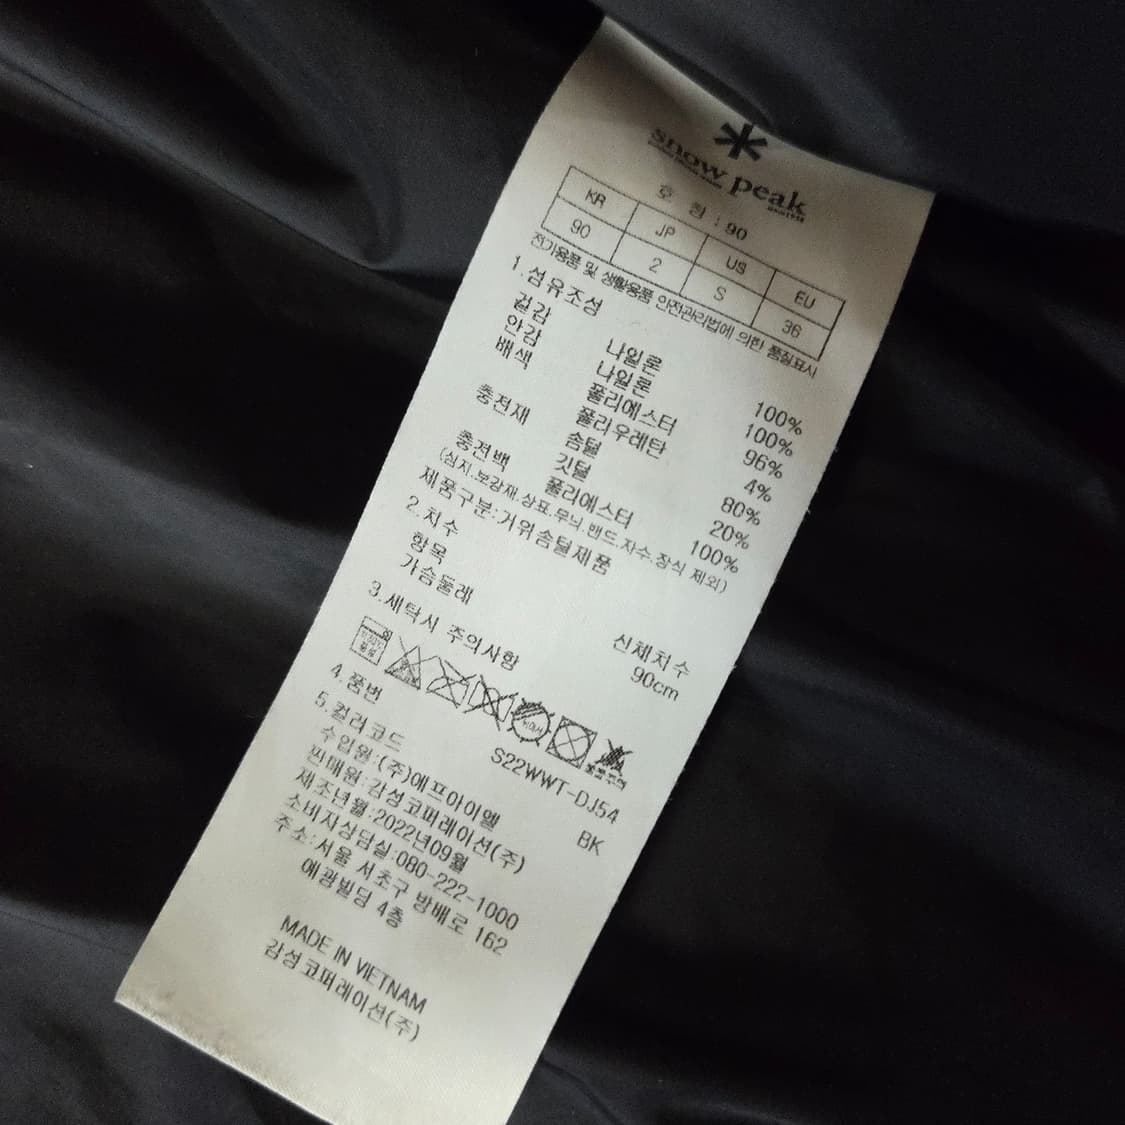 snow peak
호 칭 : 90
KR JP US EU
90 2 S 36
전기용품 및 생활용품 안전관리법에 의한 품질표시
1.섬유조성
겉감 나일론 100%
안감 나일론 100%
배색 폴리에스터 96%
폴리우레탄 4%
충전재 솜털 80%
깃털 20%
충전백 폴리에스터 100%
(심지.보강재.상표.무늬.밴드.자수.장식 제외)
제품구분:거위솜털제품
2.치수
항목 신체치수
가슴둘레 90cm
3.세탁시 주의사항
4.품번 S22WWT-DJ54
5.컬러코드 BK
수입원:(주)에프아이엘
판매원:감성코퍼레이션(주)
제조년월:2022년09월
소비자상담실:080-222-1000
주소:서울 서초구 방배로 162
에광빌딩 4층
MADE IN VIETNAM
감성코퍼레이션(주)